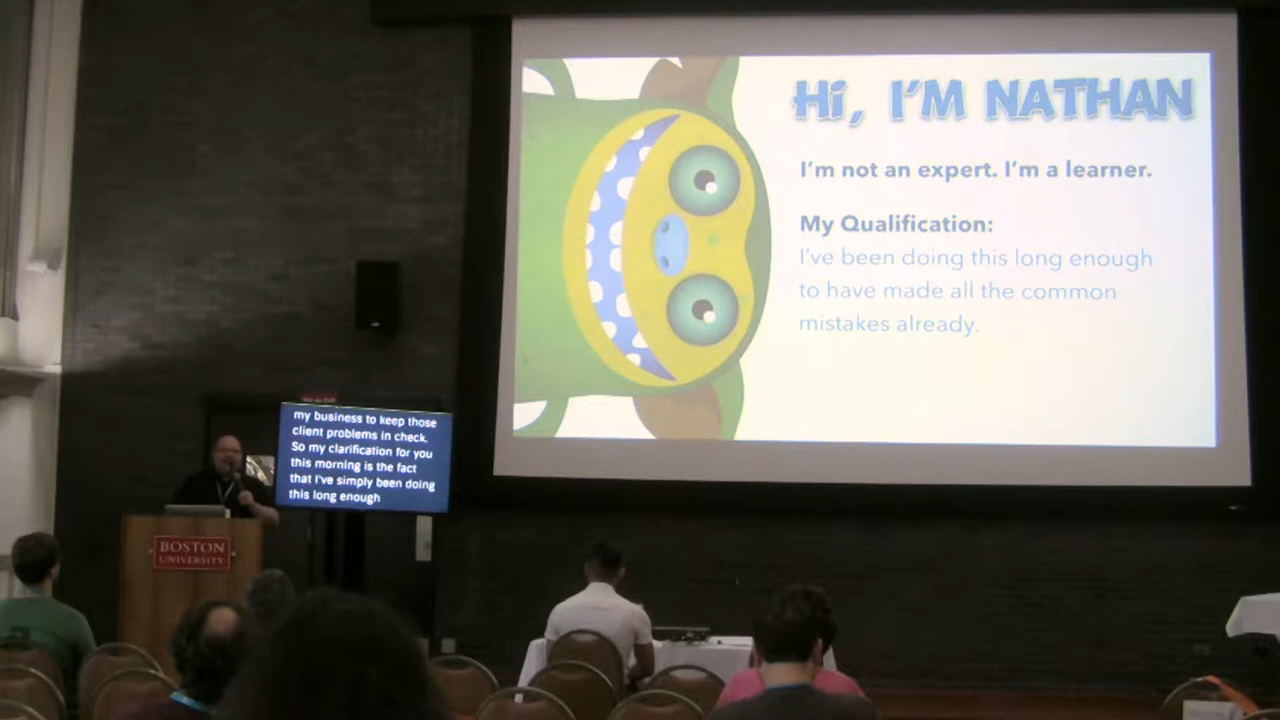 Hi, I'M NATHAN
I'm not an expert. I'm a learner.
My Qualification:
I've been doing this long enough
to have made all the common
mistakes already.
my business to keep those
client problems in check.
So my clarification for you
this morning is the fact
that I've simply been doing
this long enough
BOSTON
UNIVERSITY